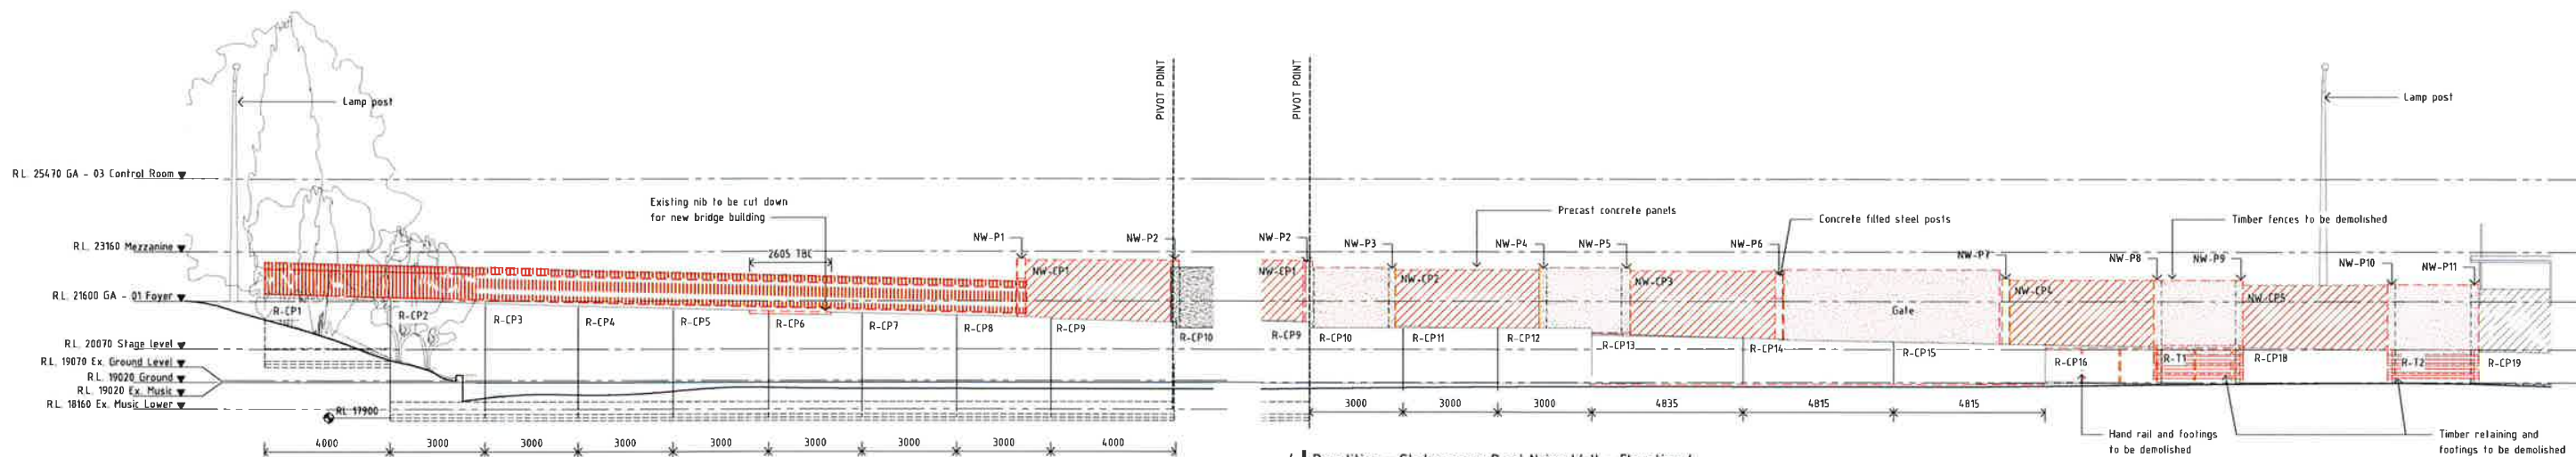 Lamp post
PIVOT POINT
PIVOT POINT
Lamp post
R.L. 25470 GA - 03 Control Room
Existing nib to be cut down
for new bridge building
Precast concrete panels
Concrete filled steel posts
Timber fences to be demolished
R.L. 23160 Mezzanine
2605 TBC
NW-P1
NW-P2
NW-P2
NW-P3
NW-P4
NW-P5
NW-P6
NW-P7
NW-P8
NW-P9
NW-P10
NW-P11
NW-CP1
NW-CP1
NW-CP2
NW-CP3
NW-CP4
NW-CP5
R.L. 21600 GA - 01 Foyer
Gate
R-CP1
R-CP2
R-CP3
R-CP4
R-CP5
R-CP6
R-CP7
R-CP8
R-CP9
R-CP10
R-CP9
R-CP10
R-CP11
R-CP12
R-CP13
R-CP14
R-CP15
R-CP16
R-T1
R-CP18
R-T2
R-CP19
R.L. 20070 Stage level
R.L. 19070 Ex. Ground Level
R.L. 19020 Ground
R.L. 19020 Ex. Music
R.L. 18160 Ex. Music Lower
RL 17900
3000
3000
3000
4835
4815
4815
4000
3000
3000
3000
3000
3000
3000
3000
4000
Hand rail and footings
to be demolished
Timber retaining and
footings to be demolished